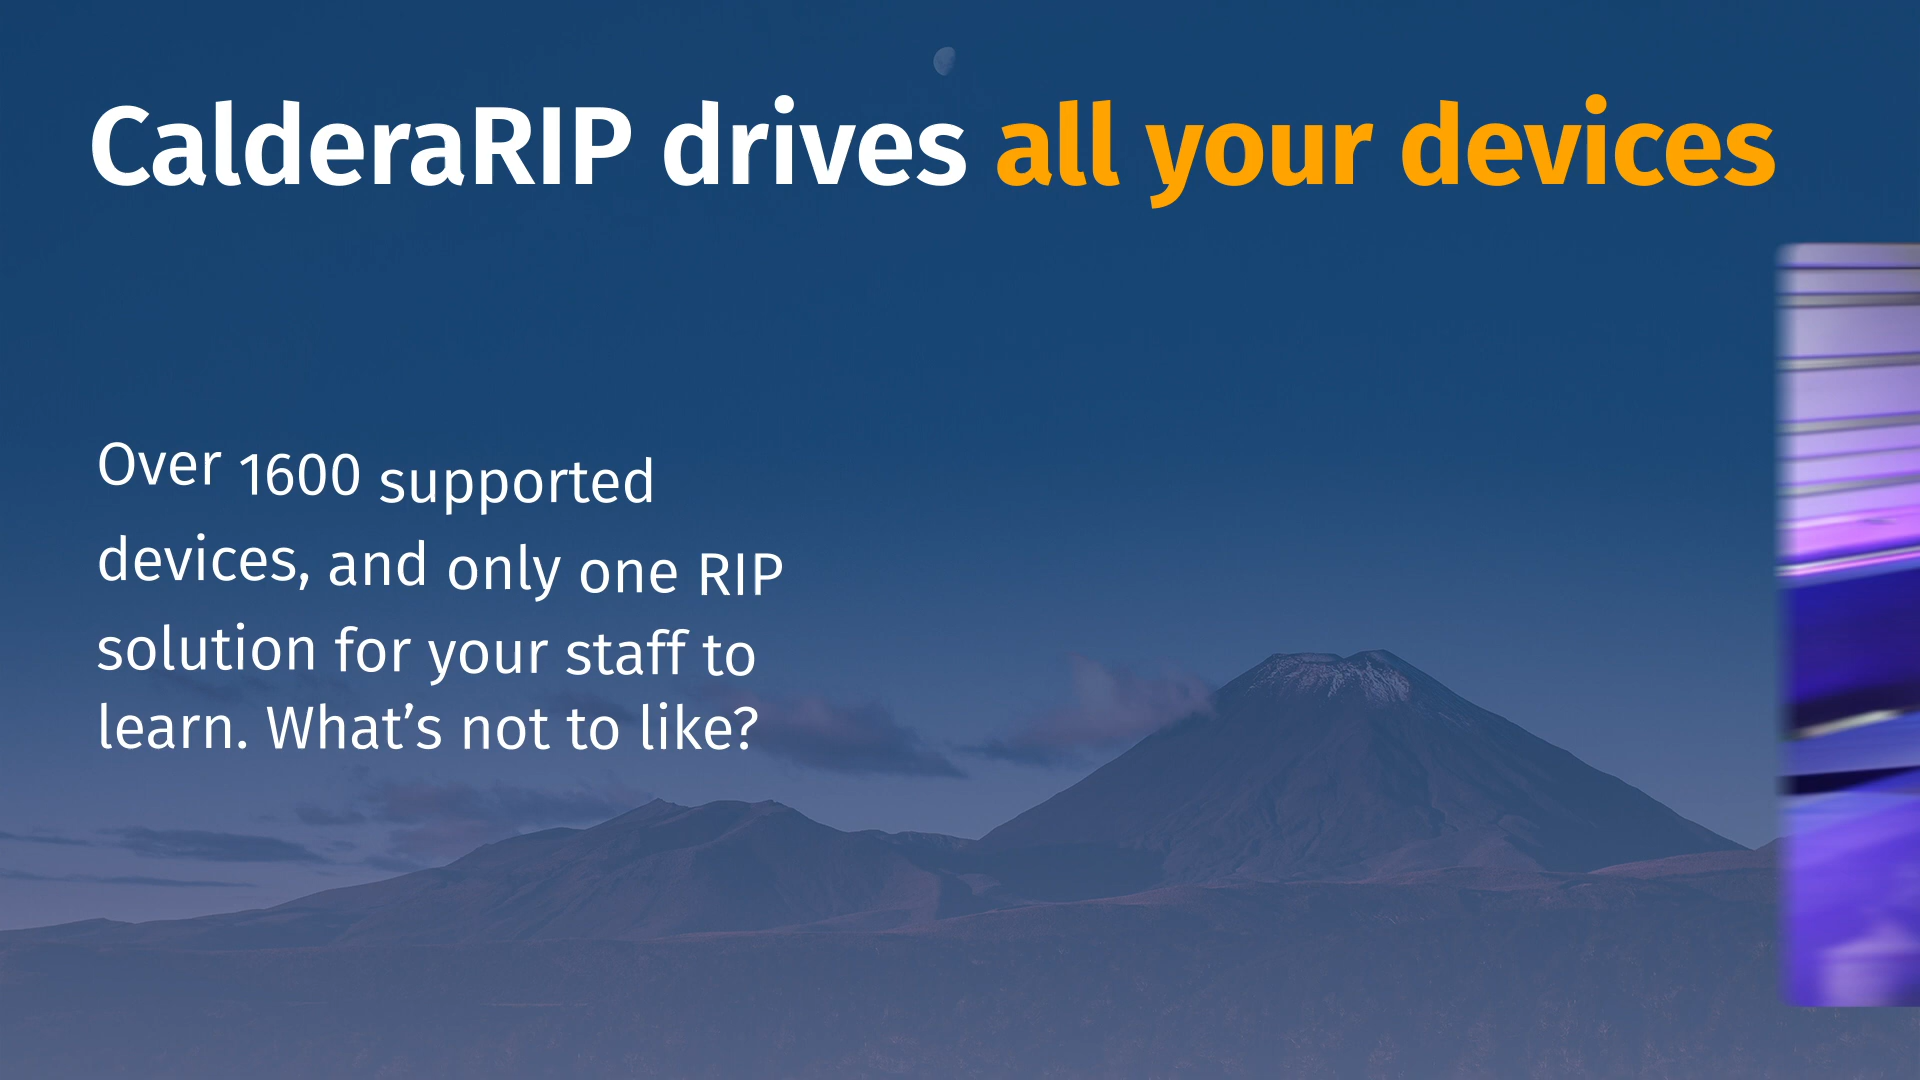 CalderaRIP drives all your devices
Over 1600 supported
devices, and only one RIP
solution for your staff to
learn. What’s not to like?